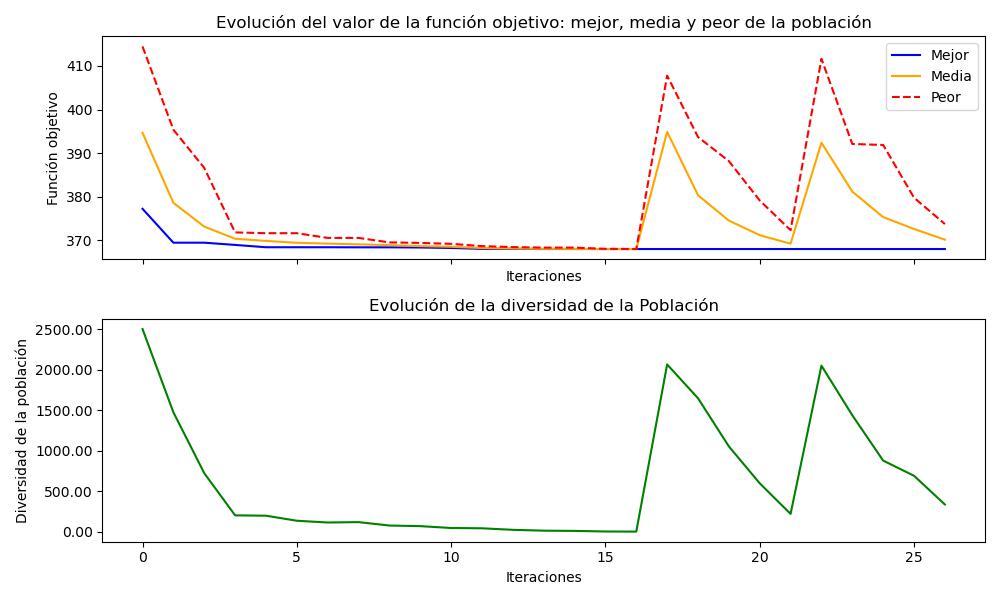 Evolución del valor de la función objetivo: mejor, media y peor de la población
Función objetivo
410
400
390
380
370
Mejor
Media
Peor
Iteraciones
Evolución de la diversidad de la Población
Diversidad de la población
2500.00
2000.00
1500.00
1000.00
500.00
0.00
0 5 10 15 20 25
Iteraciones